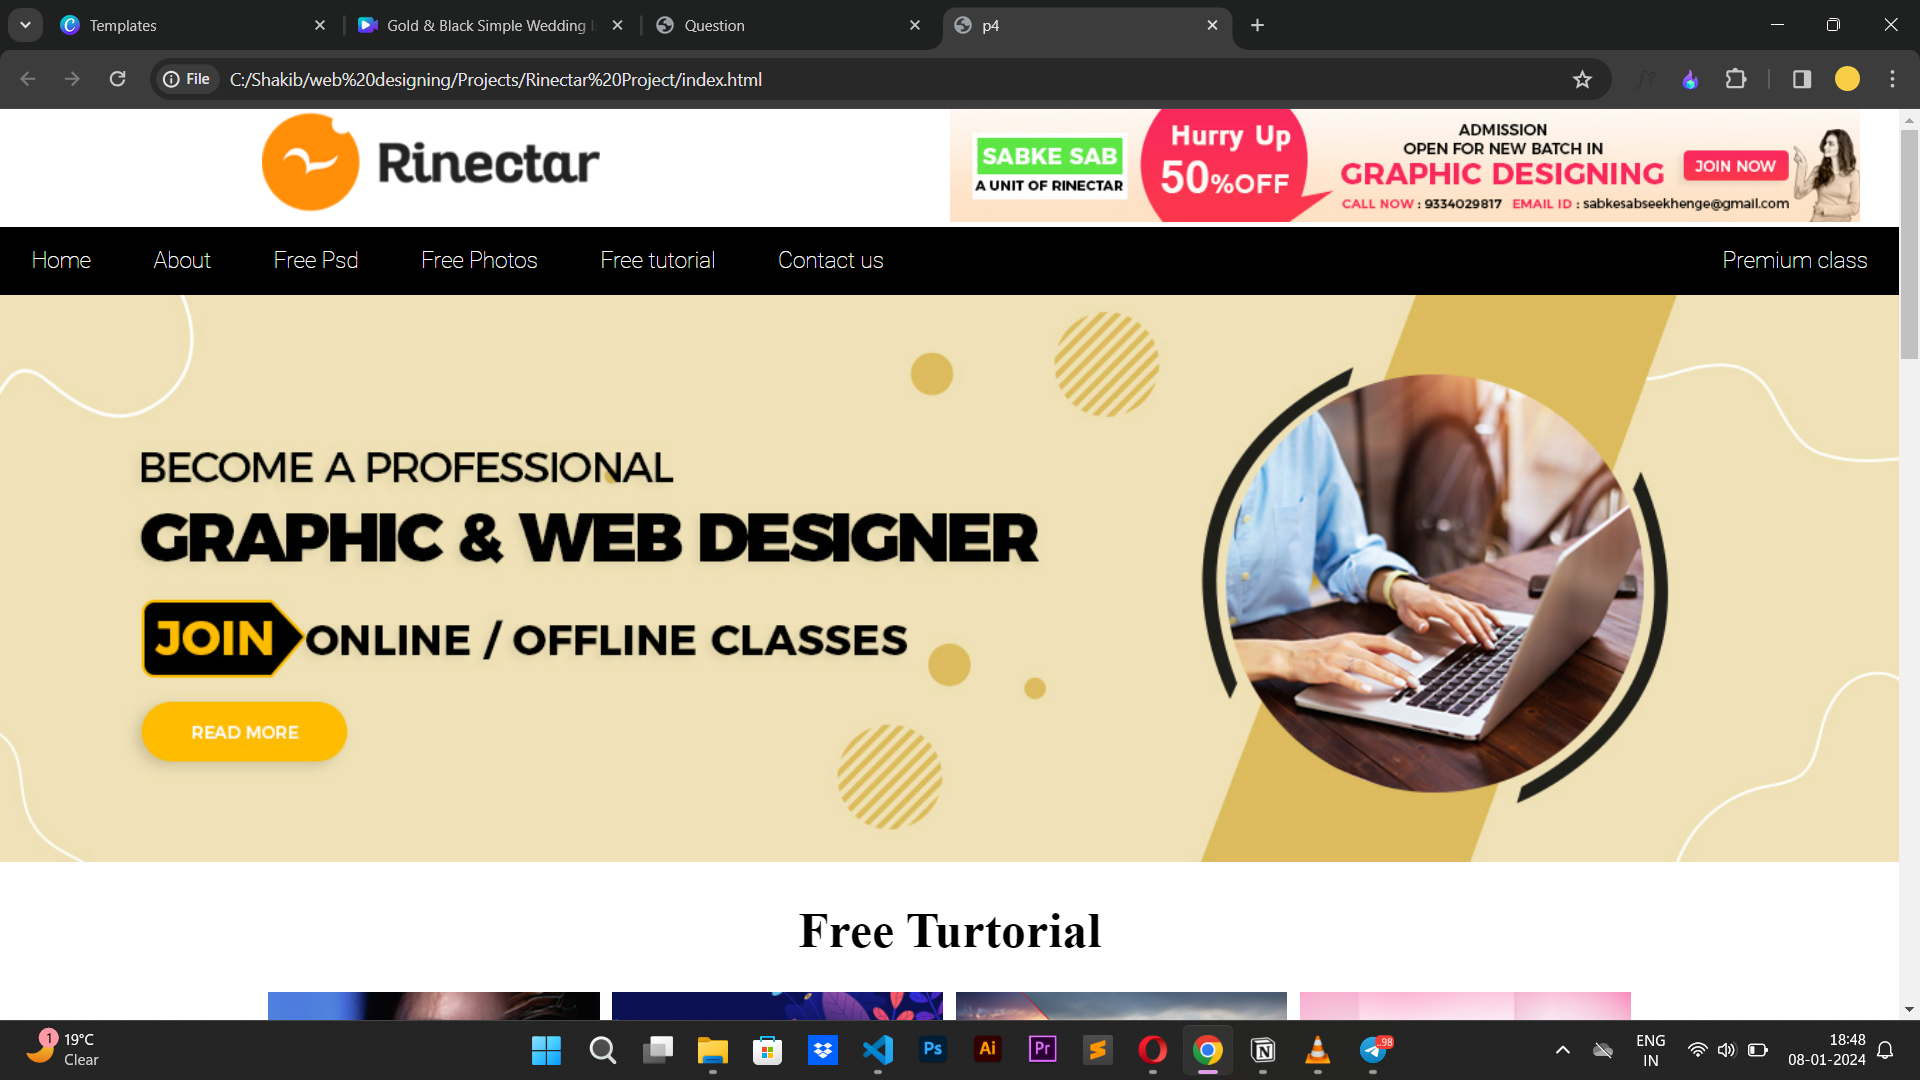 Templates
Gold & Black Simple Wedding I
Question
p4
File
C:/Shakib/web%20designing/Projects/Rinectar%20Project/index.html
f?
Rinectar
SABKE SAB
A UNIT OF RINECTAR
Hurry Up
50%OFF
ADMISSION
OPEN FOR NEW BATCH IN
GRAPHIC DESIGNING
CALL NOW : 9334029817 EMAIL ID : sabkesabseekhenge@gmail.com
JOIN NOW
Home About Free Psd Free Photos Free tutorial Contact us Premium class
BECOME A PROFESSIONAL
GRAPHIC & WEB DESIGNER
JOIN ONLINE / OFFLINE CLASSES
READ MORE
Free Turtorial
1
19°C
Clear
Ps
Ai
Pr
98
ENG
IN
18:48
08-01-2024